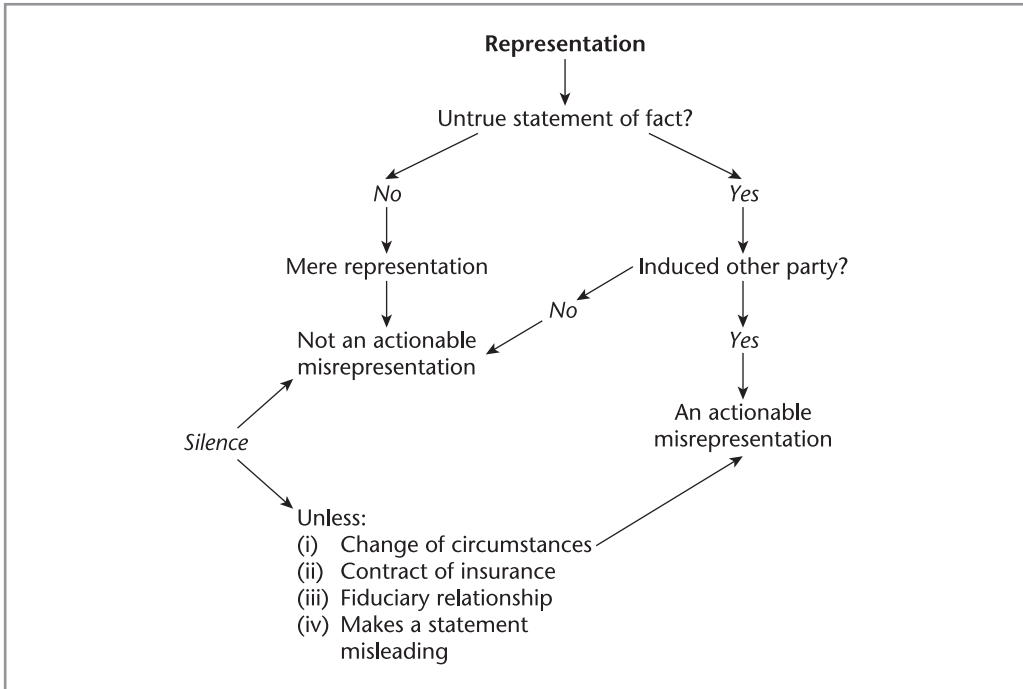 Representation
Untrue statement of fact?
No
Yes
Mere representation
Induced other party?
No
Not an actionable
misrepresentation
Yes
An actionable
misrepresentation
Silence
Unless:
(i) Change of circumstances
(ii) Contract of insurance
(iii) Fiduciary relationship
(iv) Makes a statement
misleading